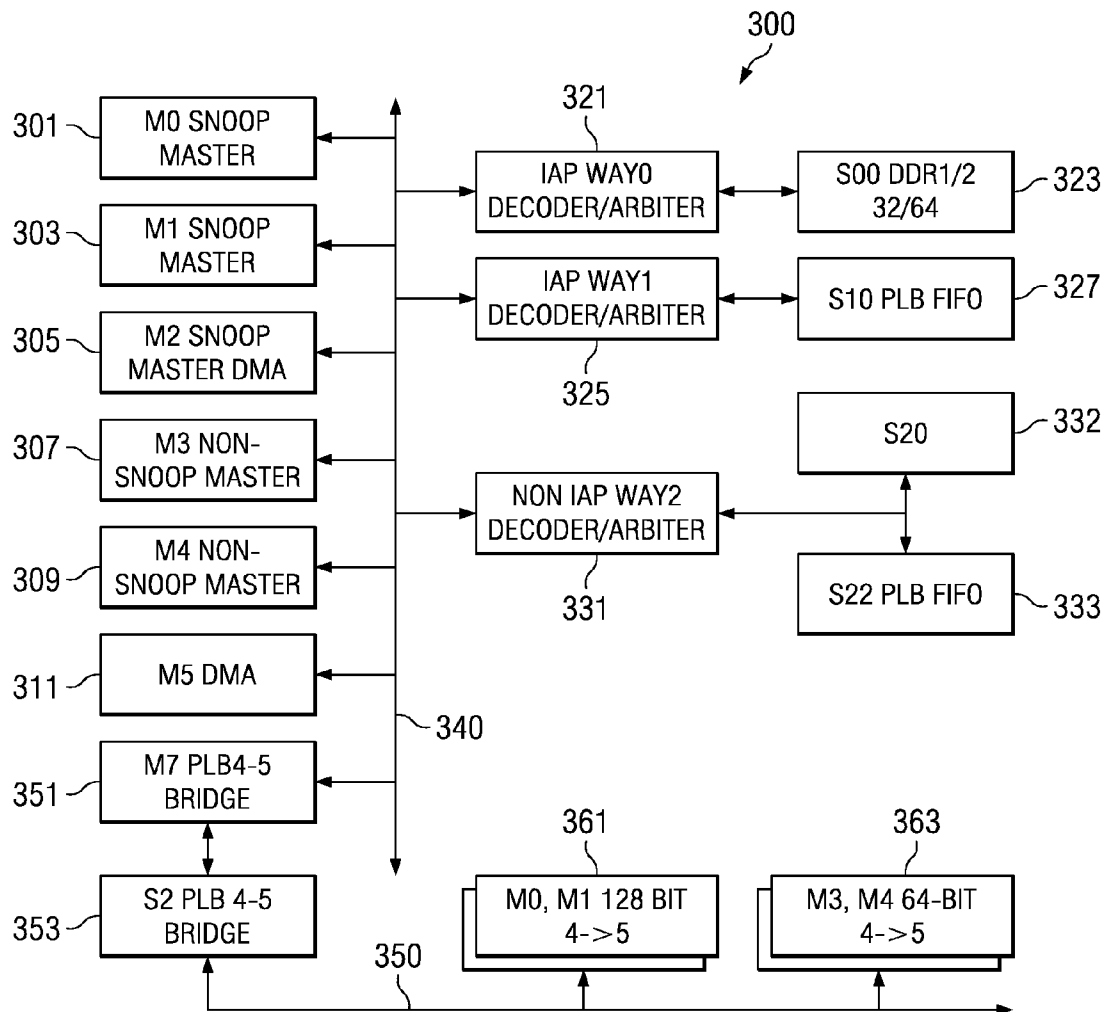 300
301
M0 SNOOP
MASTER
303
M1 SNOOP
MASTER
305
M2 SNOOP
MASTER DMA
307
M3 NON-
SNOOP MASTER
309
M4 NON-
SNOOP MASTER
311
M5 DMA
340
351
M7 PLB4-5
BRIDGE
353
S2 PLB 4-5
BRIDGE
350
321
IAP WAY0
DECODER/ARBITER
S00 DDR1/2
32/64
323
IAP WAY1
DECODER/ARBITER
325
S10 PLB FIFO
327
S20
332
NON IAP WAY2
DECODER/ARBITER
331
S22 PLB FIFO
333
361
M0, M1 128 BIT
4->5
363
M3, M4 64-BIT
4->5